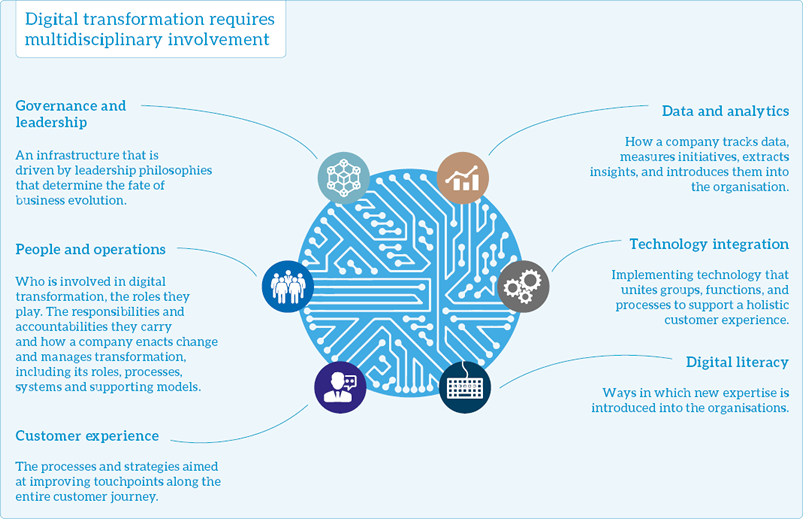 Digital transformation requires
multidisciplinary involvement
Governance and
leadership
An infrastructure that is
driven by leadership philosophies
that determine the fate of
business evolution.
People and operations
Who is involved in digital
transformation, the roles they
play. The responsibilities and
accountabilities they carry
and how a company enacts change
and manages transformation,
including its roles, processes,
systems and supporting models.
Customer experience
The processes and strategies aimed
at improving touchpoints along the
entire customer journey.
Data and analytics
How a company tracks data,
measures initiatives, extracts
insights, and introduces them into
the organisation.
Technology integration
Implementing technology that
unites groups, functions, and
processes to support a holistic
customer experience.
Digital literacy
Ways in which new expertise is
introduced into the organisations.